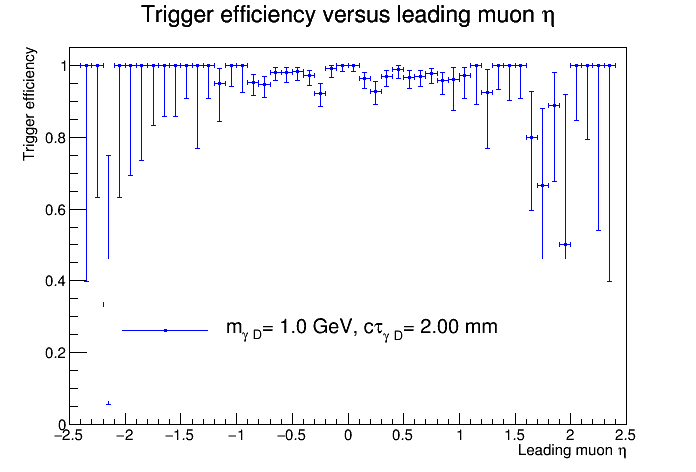 Trigger efficiency versus leading muon η
Trigger efficiency
1
0.8
0.6
0.4
0.2
0
m_γ D= 1.0 GeV, cτ_γ D= 2.00 mm
−2.5 −2 −1.5 −1 −0.5 0 0.5 1 1.5 2 2.5
Leading muon η